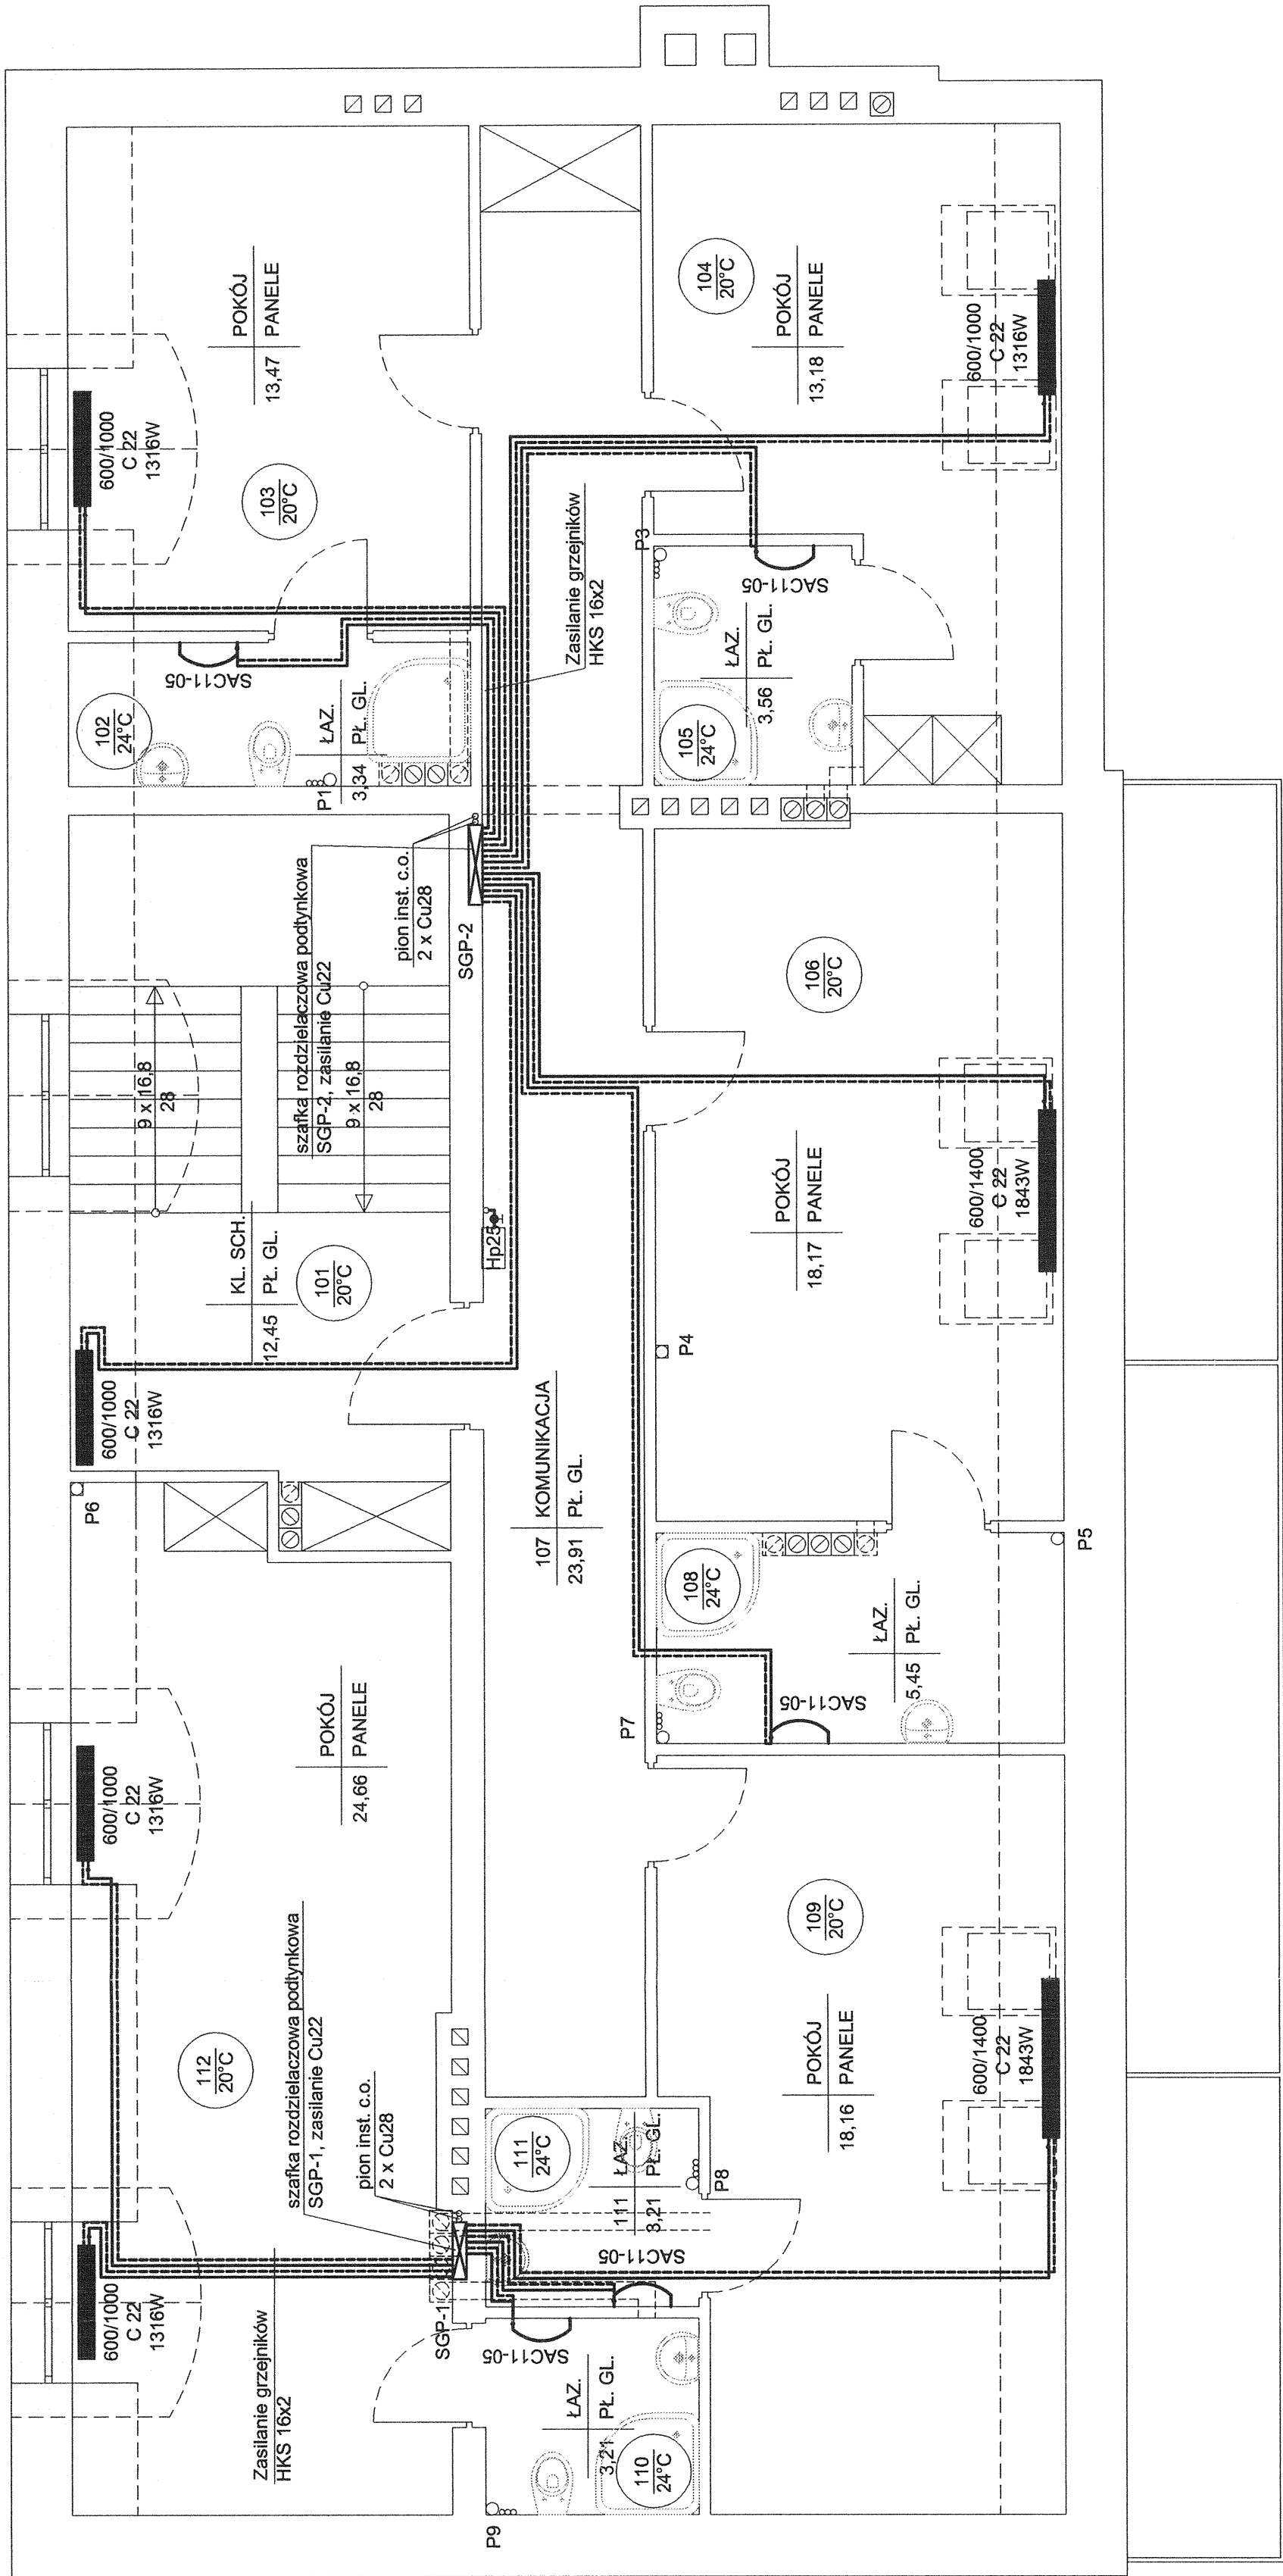 600/1000
C 22
1316W
POKÓJ
13,47 PANELE
103
20°C
102
24°C
SAC11-05
ŁAZ.
3,34 PŁ. GL.
P1
104
20°C
POKÓJ
13,18 PANELE
600/1000
C 22
1316W
Zasilanie grzejników
HKS 16x2
P3
SAC11-05
ŁAZ.
3,56 PŁ. GL.
105
24°C
szafka rozdzielaczowa podtynkowa
SGP-2, zasilanie Cu22
pion inst. c.o.
2 x Cu28
SGP-2
9 x 16,8
28
9 x 16,8
28
KL. SCH.
12,45 PŁ. GL.
101
20°C
Hp25
600/1000
C 22
1316W
106
20°C
POKÓJ
18,17 PANELE
600/1400
C 22
1843W
P4
P6
107 KOMUNIKACJA
23,91 PŁ. GL.
P5
108
24°C
ŁAZ.
5,45 PŁ. GL.
SAC11-05
P7
600/1000
C 22
1316W
POKÓJ
24,66 PANELE
112
20°C
szafka rozdzielaczowa podtynkowa
SGP-1, zasilanie Cu22
pion inst. c.o.
2 x Cu28
109
20°C
POKÓJ
18,16 PANELE
600/1400
C 22
1843W
111
24°C
ŁAZ.
111 PŁ. GL.
3,21
P8
SAC11-05
600/1000
C 22
1316W
Zasilanie grzejników
HKS 16x2
SGP-1
SAC11-05
ŁAZ.
3,21 PŁ. GL.
110
24°C
P9